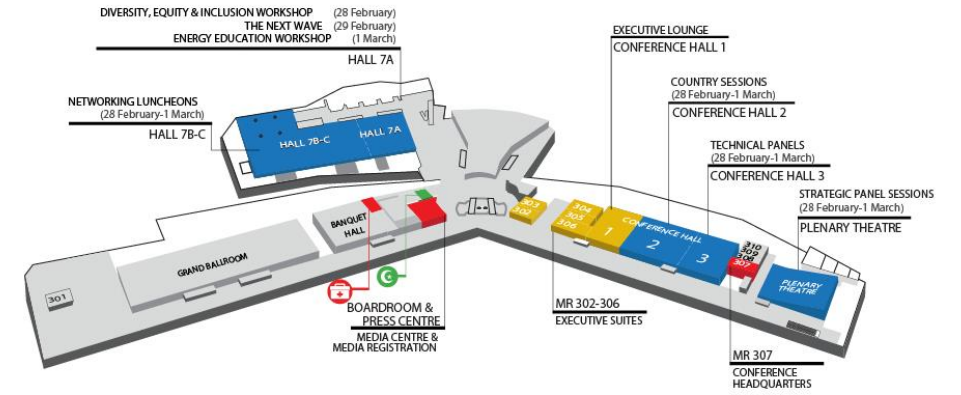 DIVERSITY, EQUITY & INCLUSION WORKSHOP (28 February)
THE NEXT WAVE (29 February)
ENERGY EDUCATION WORKSHOP (1 March)
HALL 7A
NETWORKING LUNCHEONS
(28 February-1 March)
HALL 7B-C
HALL 7B-C
HALL 7A
EXECUTIVE LOUNGE
CONFERENCE HALL 1
COUNTRY SESSIONS
(28 February-1 March)
CONFERENCE HALL 2
TECHNICAL PANELS
(28 February-1 March)
CONFERENCE HALL 3
STRATEGIC PANEL SESSIONS
(28 February-1 March)
PLENARY THEATRE
303
302
304
305
306
CONFERENCE HALL
1
2
3
310
309
308
307
PLENARY
THEATRE
BANQUET
HALL
GRAND BALLROOM
301
BOARDROOM &
PRESS CENTRE
MEDIA CENTRE &
MEDIA REGISTRATION
MR 302-306
EXECUTIVE SUITES
MR 307
CONFERENCE
HEADQUARTERS